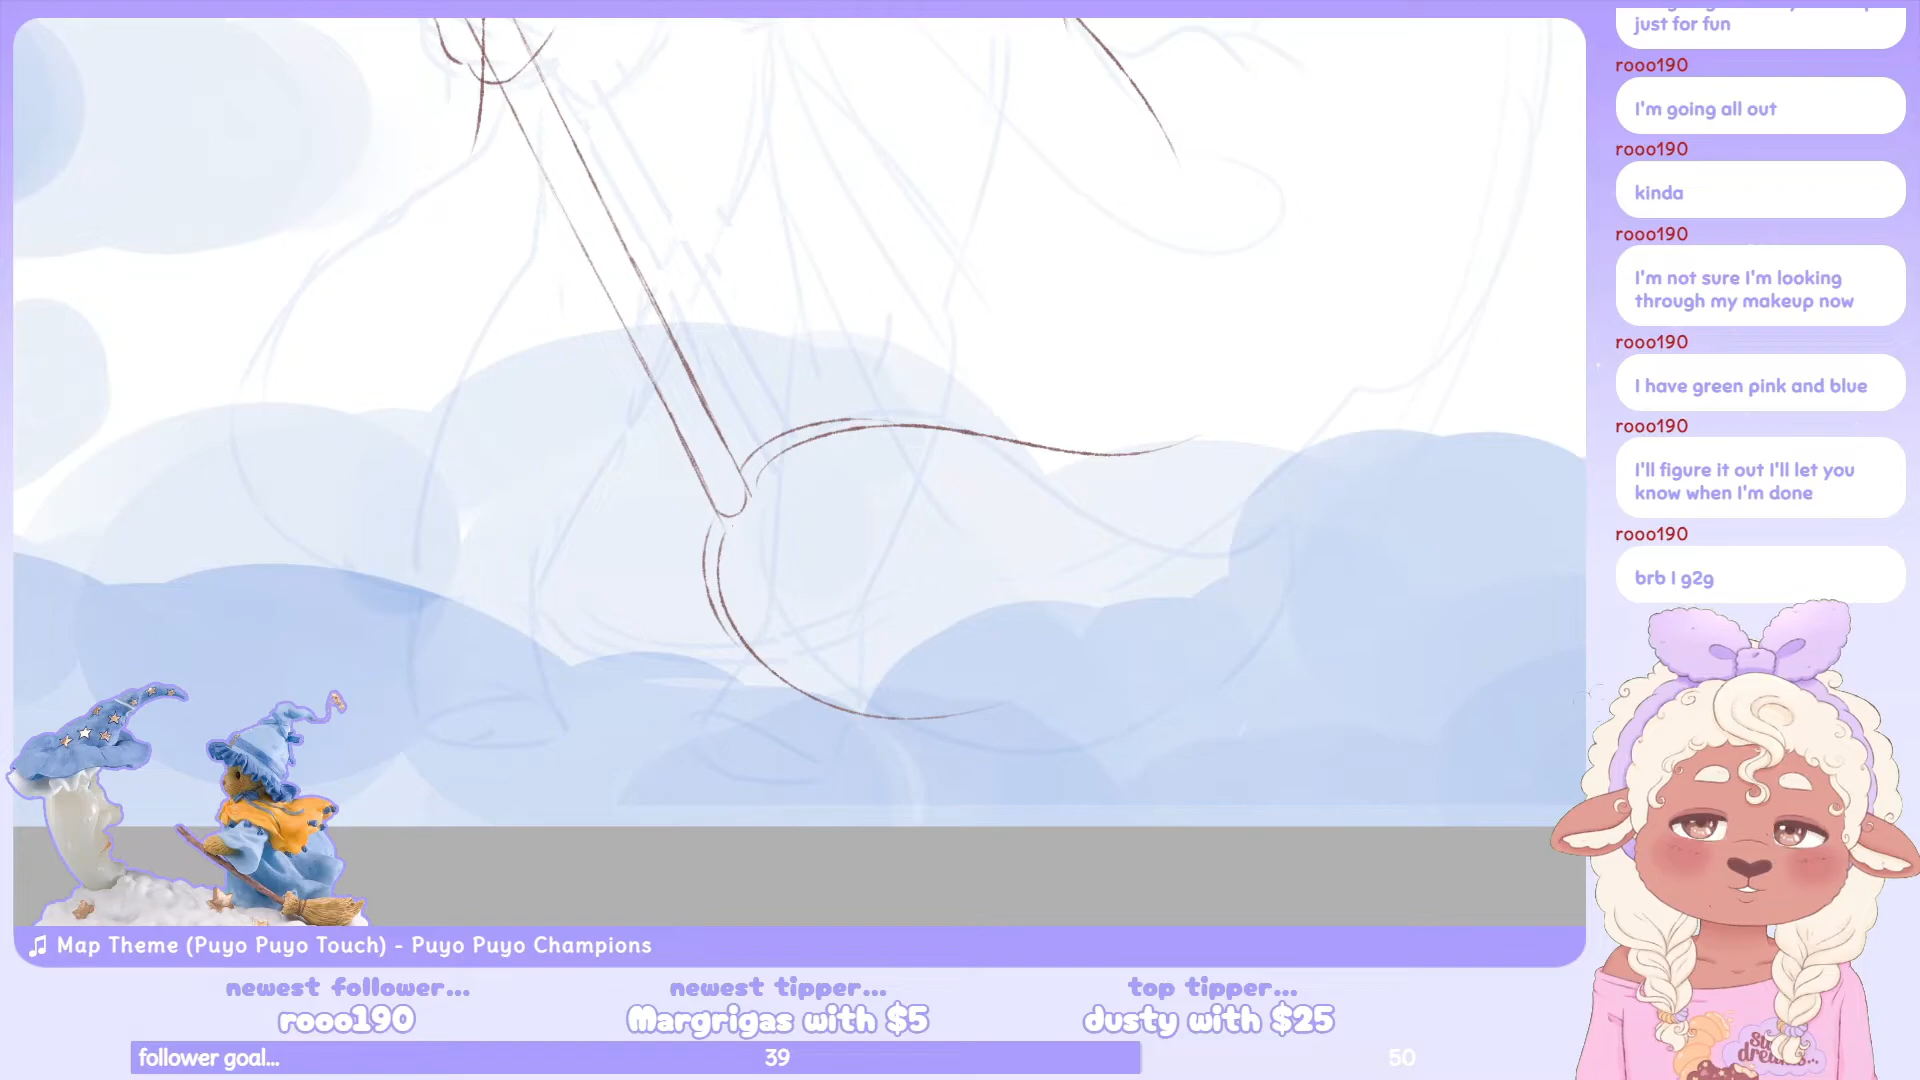 just for fun
rooo190
I'm going all out
rooo190
kinda
rooo190
I'm not sure I'm looking
through my makeup now
rooo190
I have green pink and blue
rooo190
I'll figure it out I'll let you
know when I'm done
rooo190
brb I g2g
Map Theme (Puyo Puyo Touch) - Puyo Puyo Champions
newest follower...
rooo190
newest tipper...
Margrigas with $5
top tipper...
dusty with $25
follower goal...
39
50